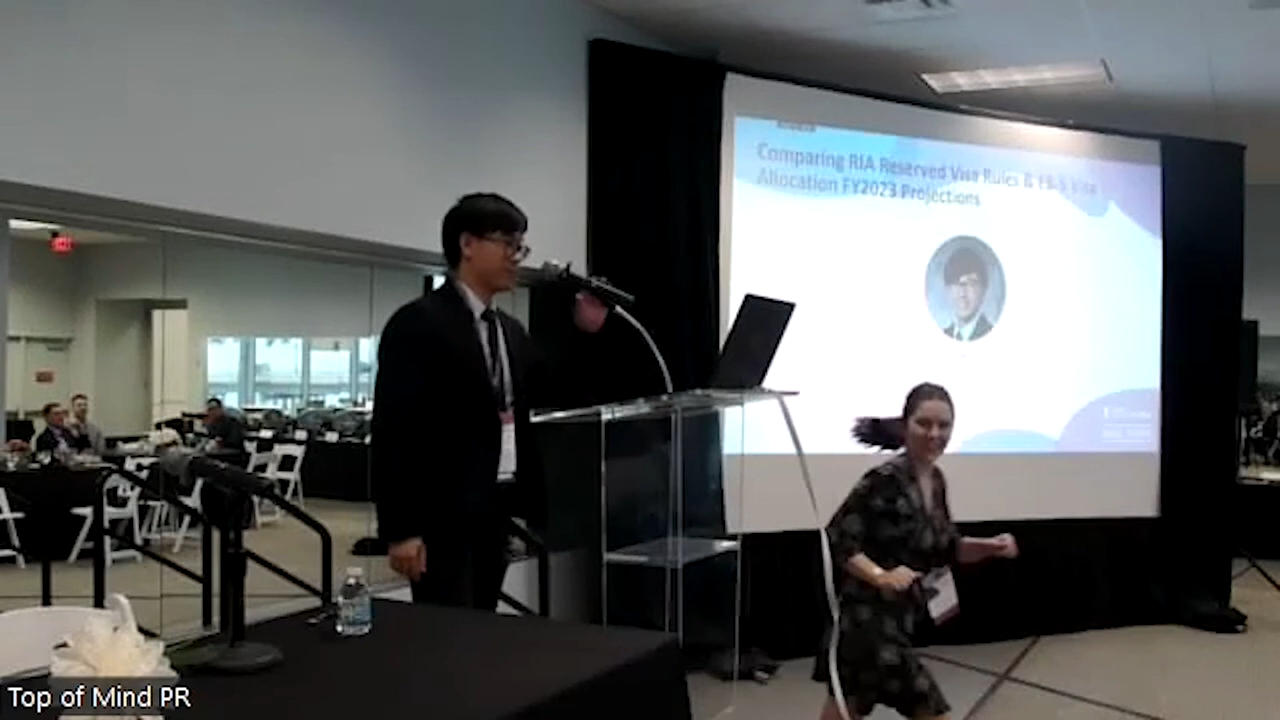 Comparing RIA Reserved Visa Rules & EB-5 Visa
Allocation FY2023 Projections
Top of Mind PR